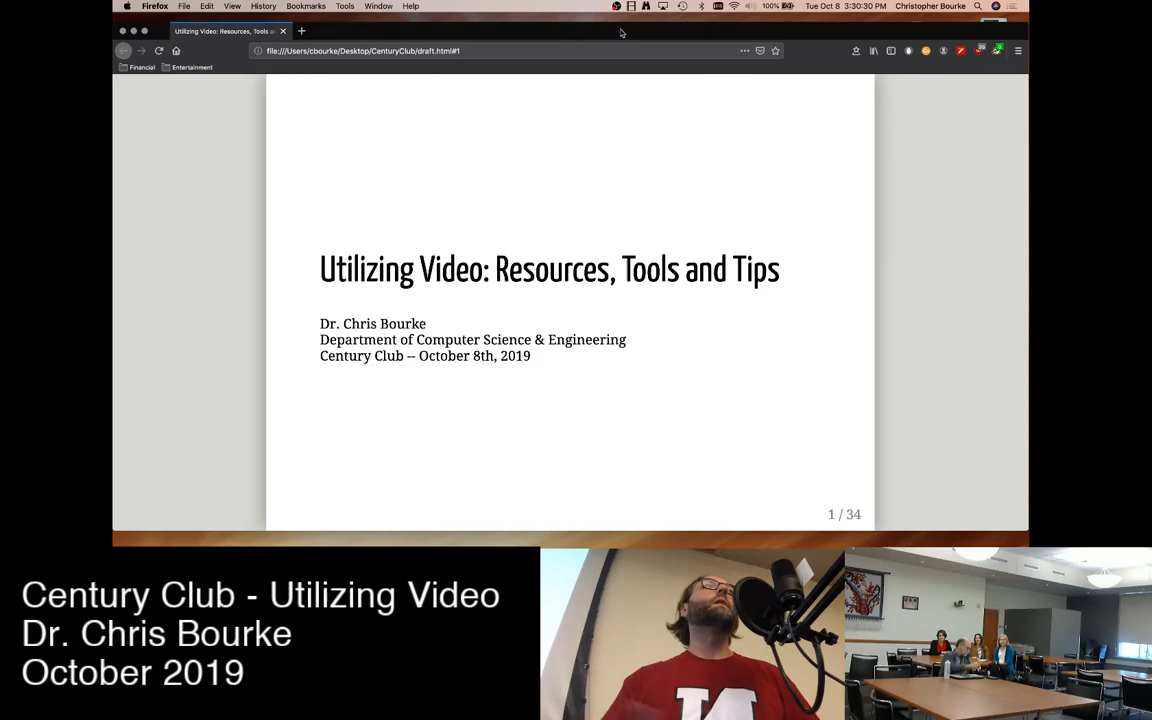 Firefox File Edit View History Bookmarks Tools Window Help 100% Tue Oct 8 3:30:30 PM Christopher Bourke
Utilizing Video: Resources, Tools a
file:///Users/cbourke/Desktop/CenturyClub/draft.html#1
Financial Entertainment
Utilizing Video: Resources, Tools and Tips
Dr. Chris Bourke
Department of Computer Science & Engineering
Century Club -- October 8th, 2019
1 / 34
Century Club - Utilizing Video
Dr. Chris Bourke
October 2019